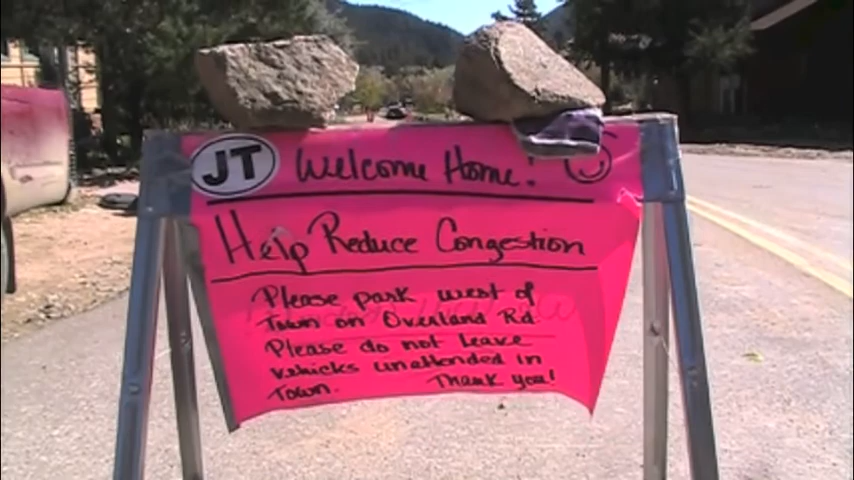 JT Welcome Home!
Help Reduce Congestion
Please park west of
Town on Overland Rd
Please do not leave
vehicles unattended in
Town. Thank you!